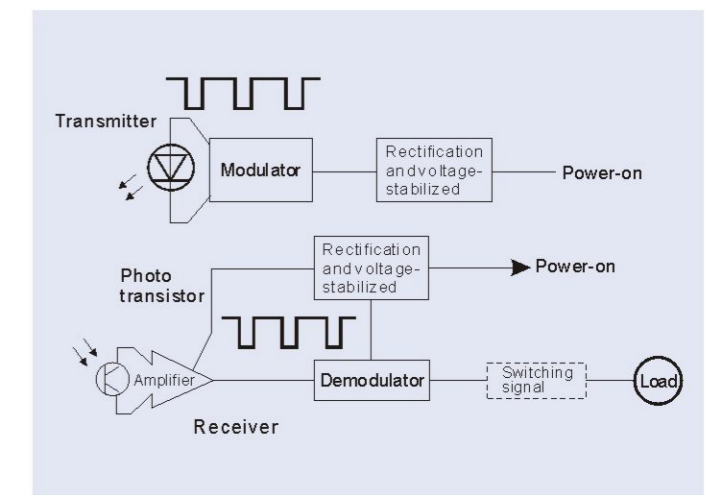 Transmitter
Modulator
Rectification
andvoltage-
stabilized
Power-on
Photo
transistor
Rectification
andvoltage-
stabilized
Power-on
Amplifier
Demodulator
Switching
signal
Load
Receiver